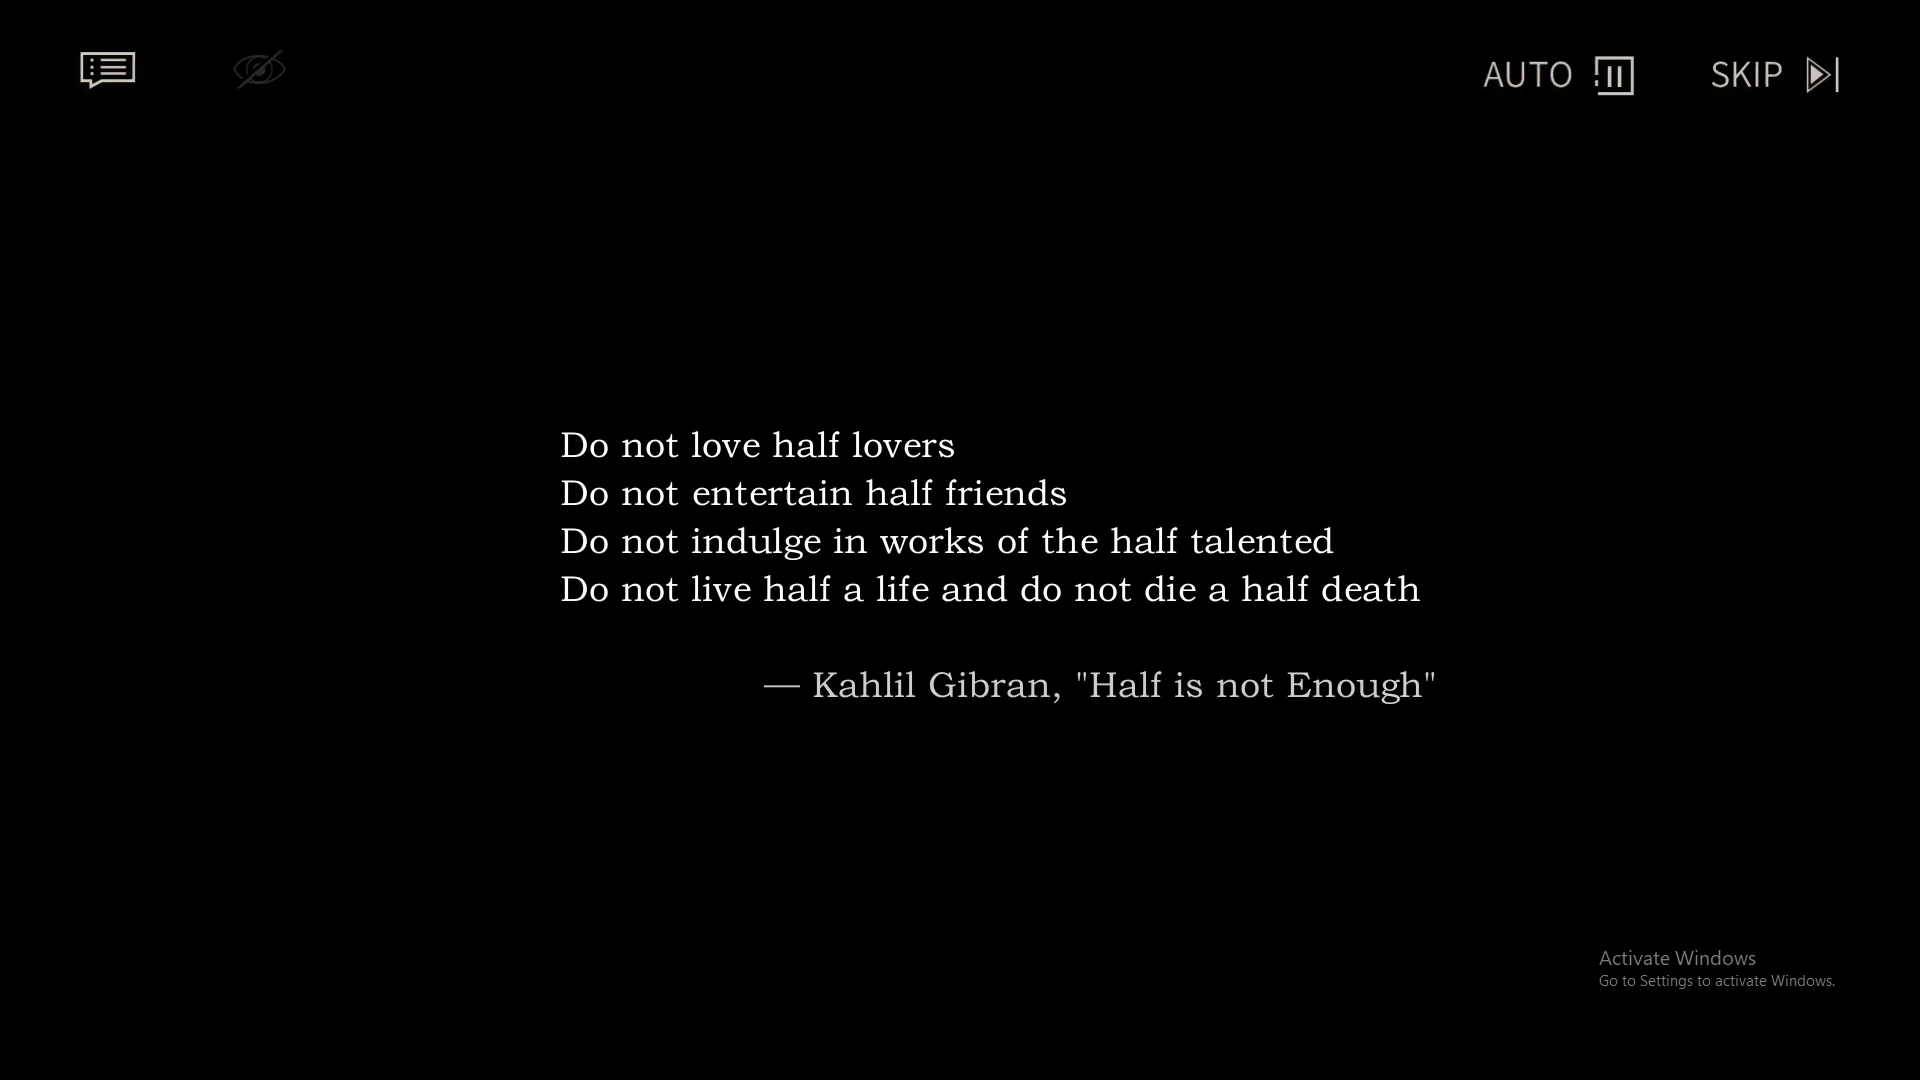 AUTO
SKIP
Do not love half lovers
Do not entertain half friends
Do not indulge in works of the half talented
Do not live half a life and do not die a half death
— Kahlil Gibran, "Half is not Enough"
Activate Windows
Go to Settings to activate Windows.